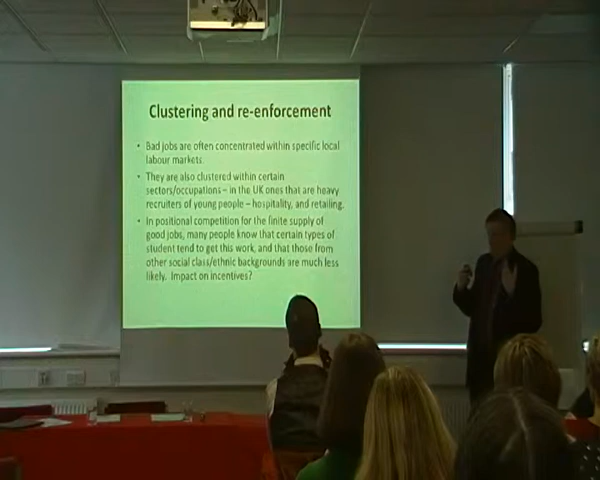 Clustering and re-enforcement
• Bad jobs are often concentrated within specific local
labour markets.
• They are also clustered within certain
sectors/occupations – in the UK ones that are heavy
recruiters of young people – hospitality, and retailing.
• In positional competition for the finite supply of
good jobs, many people know that certain types of
student tend to get this work, and that those from
other social class/ethnic backgrounds are much less
likely. Impact on incentives?